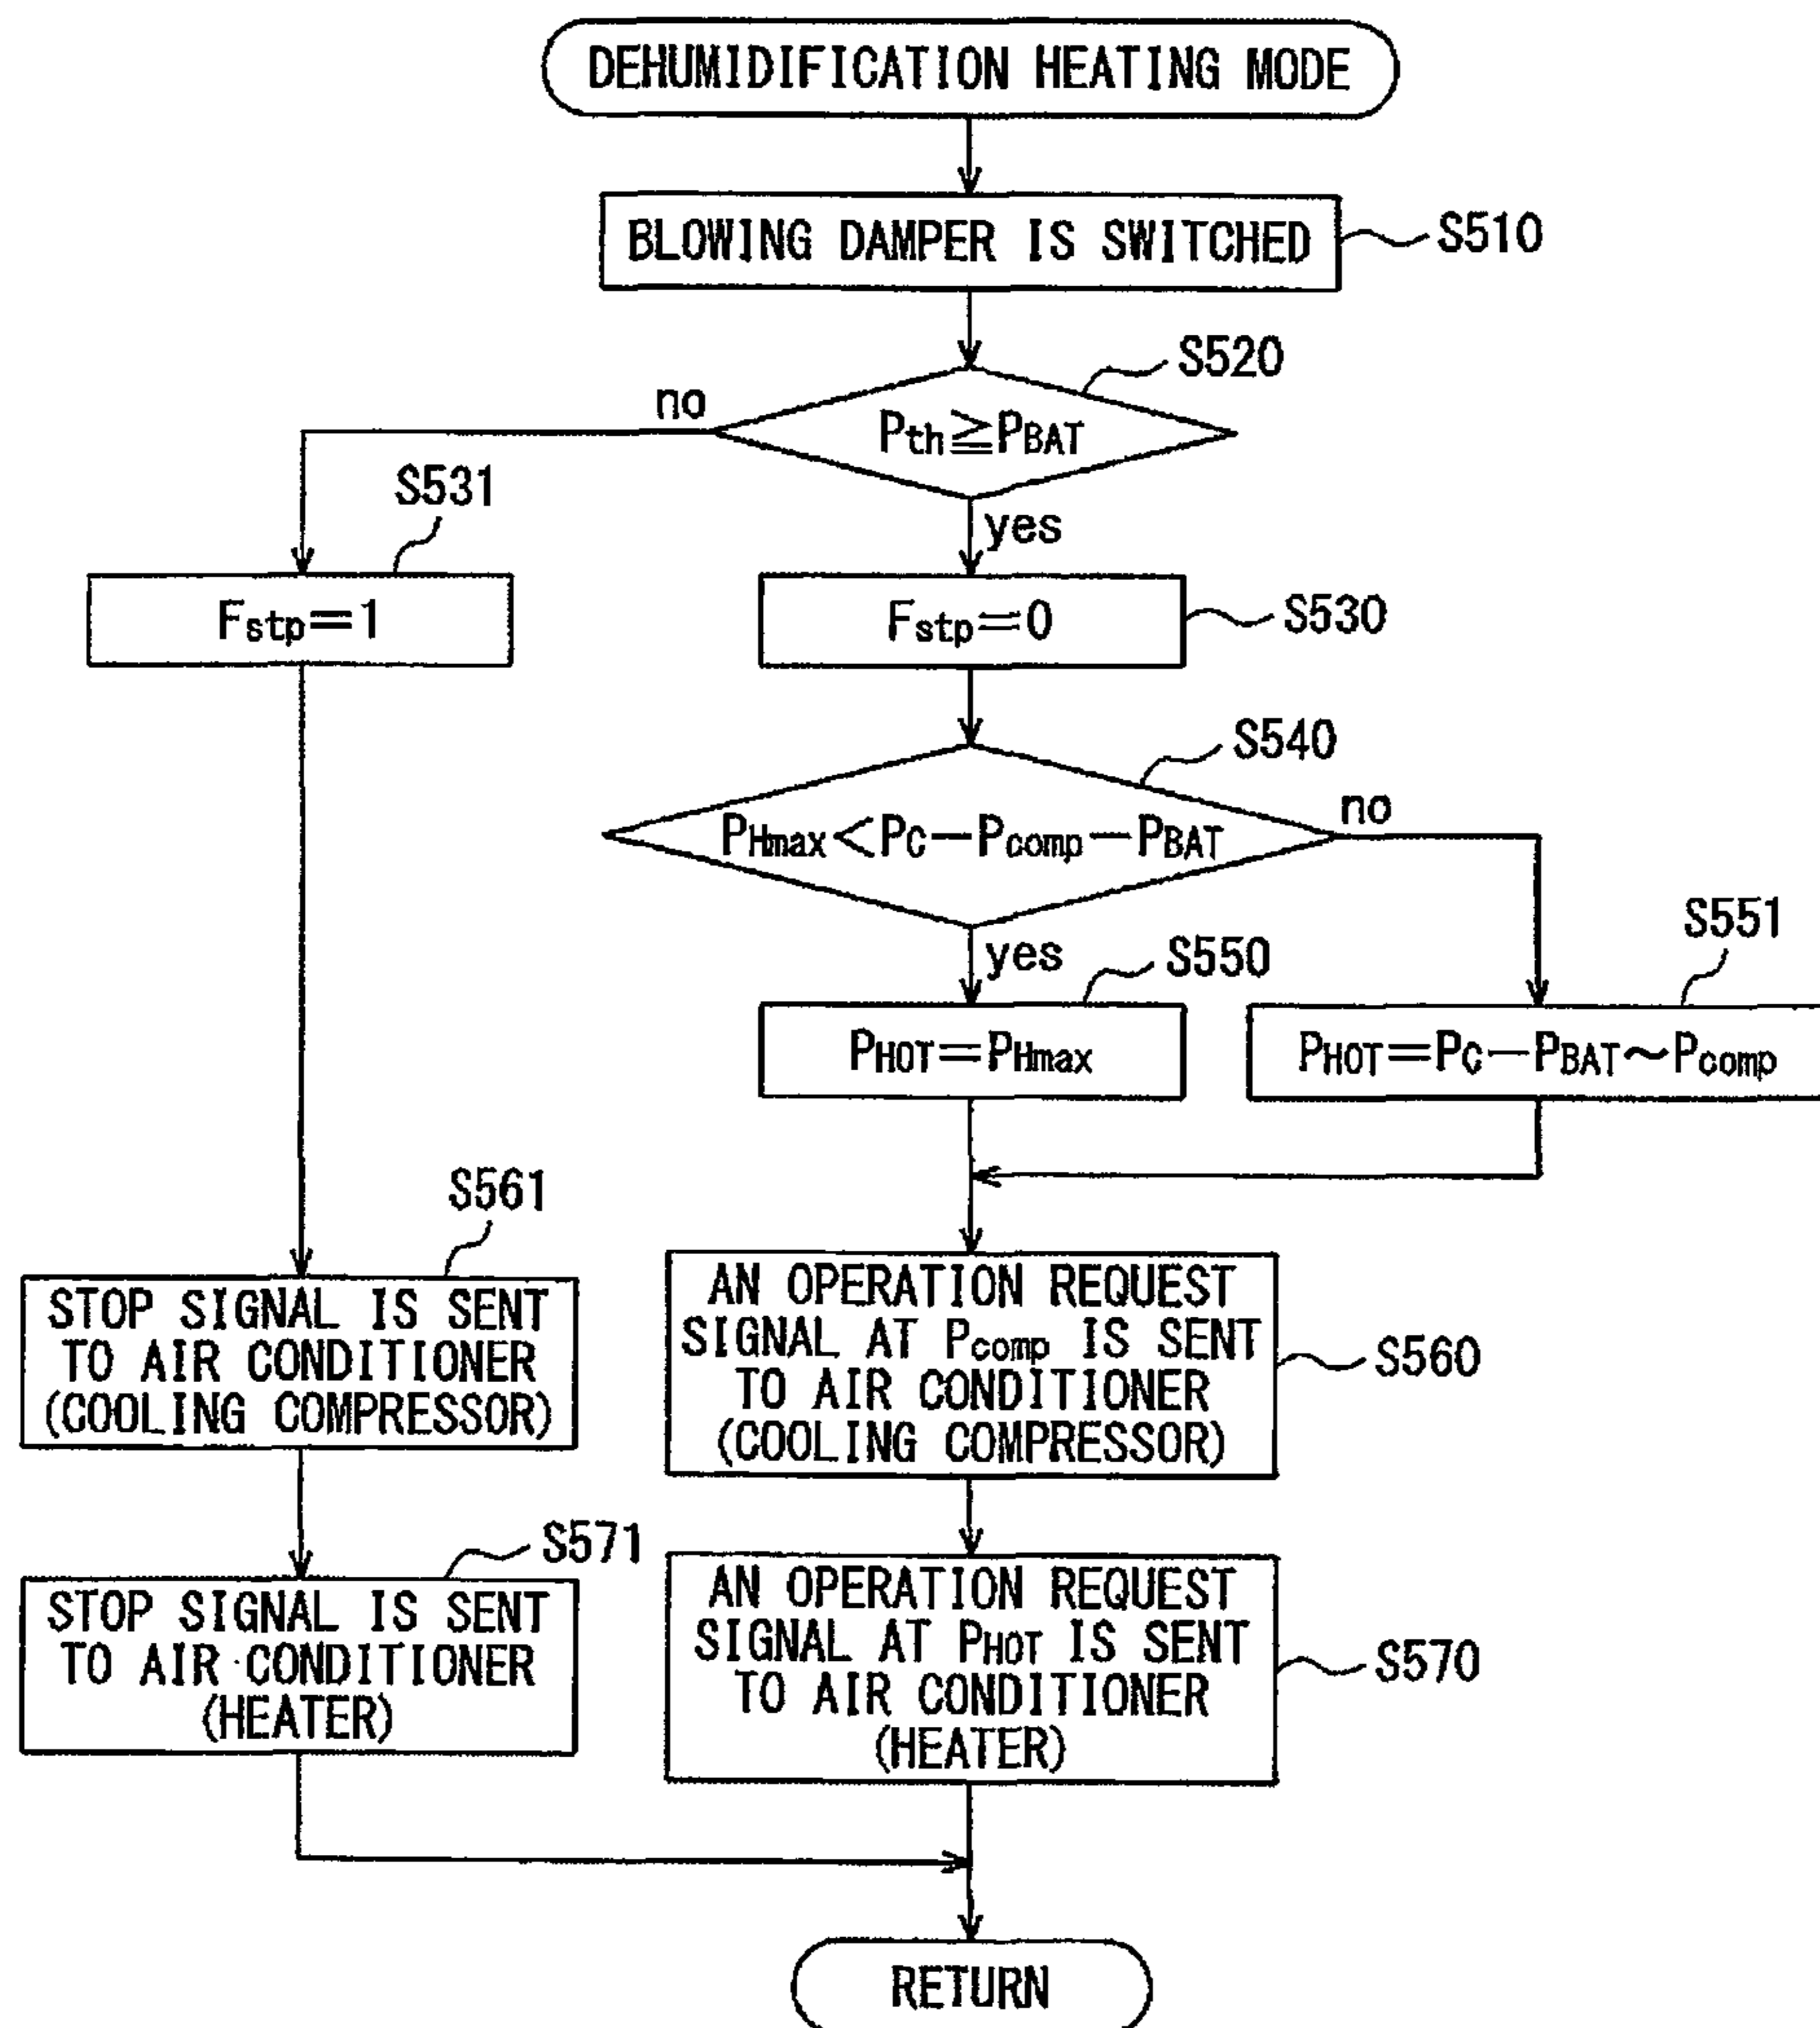 DEHUMIDIFICATION HEATING MODE
BLOWING DAMPER IS SWITCHED
S510
S520
no
Pth≧PBAT
S531
yes
Fstp=1
Fstp=0
S530
S540
PHmax<PC−Pcomp−PBAT
no
yes
S550
S551
PHOT=PHmax
PHOT=PC−PBAT~Pcomp
S561
STOP SIGNAL IS SENT
TO AIR CONDITIONER
(COOLING COMPRESSOR)
AN OPERATION REQUEST
SIGNAL AT Pcomp IS SENT
TO AIR CONDITIONER
(COOLING COMPRESSOR)
S560
S571
STOP SIGNAL IS SENT
TO AIR CONDITIONER
(HEATER)
AN OPERATION REQUEST
SIGNAL AT PHOT IS SENT
TO AIR CONDITIONER
(HEATER)
S570
RETURN